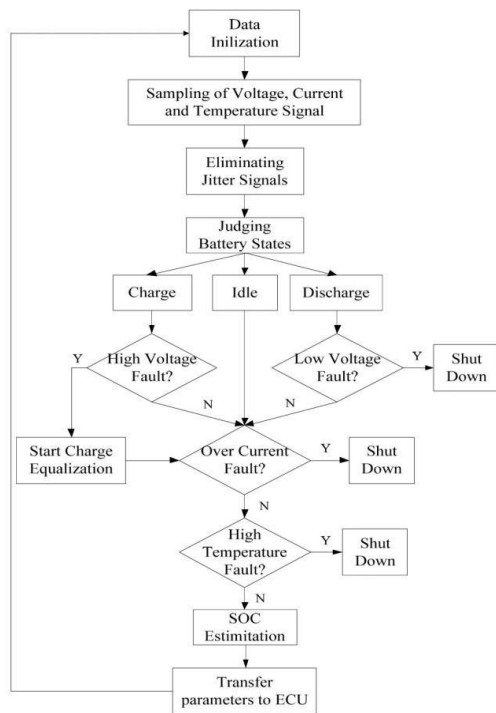 Data
Inilization
Sampling of Voltage, Current
and Temperature Signal
Eliminating
Jitter Signals
Judging
Battery States
Charge
Idle
Discharge
Y
High Voltage
Fault?
N
Low Voltage
Fault?
N
Y
Shut
Down
Start Charge
Equalization
Over Current
Fault?
Y
Shut
Down
N
High
Temperature
Fault?
Y
Shut
Down
N
SOC
Estimitation
Transfer
parameters to ECU